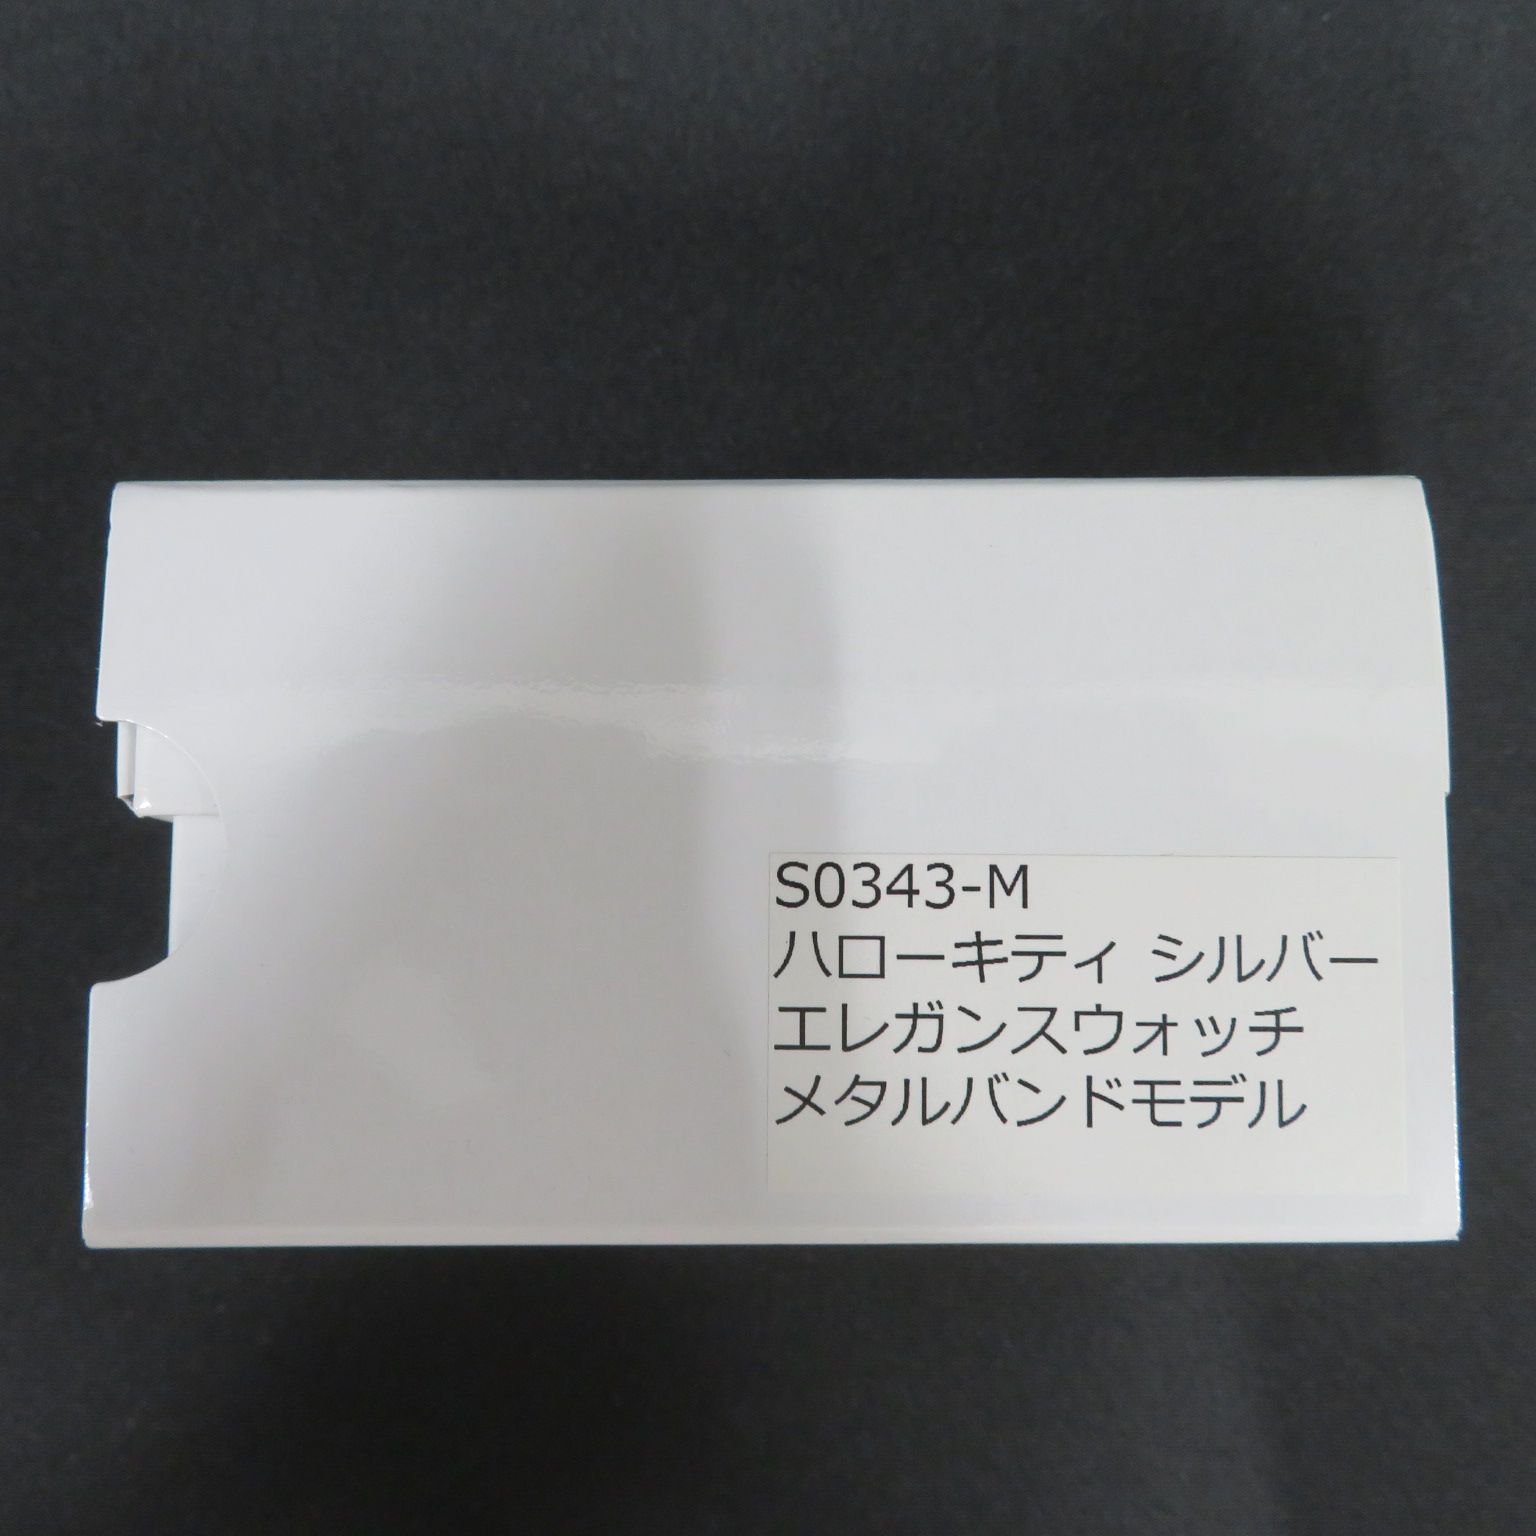 S0343-M
ハローキティ シルバー
エレガンスウォッチ
メタルバンドモデル